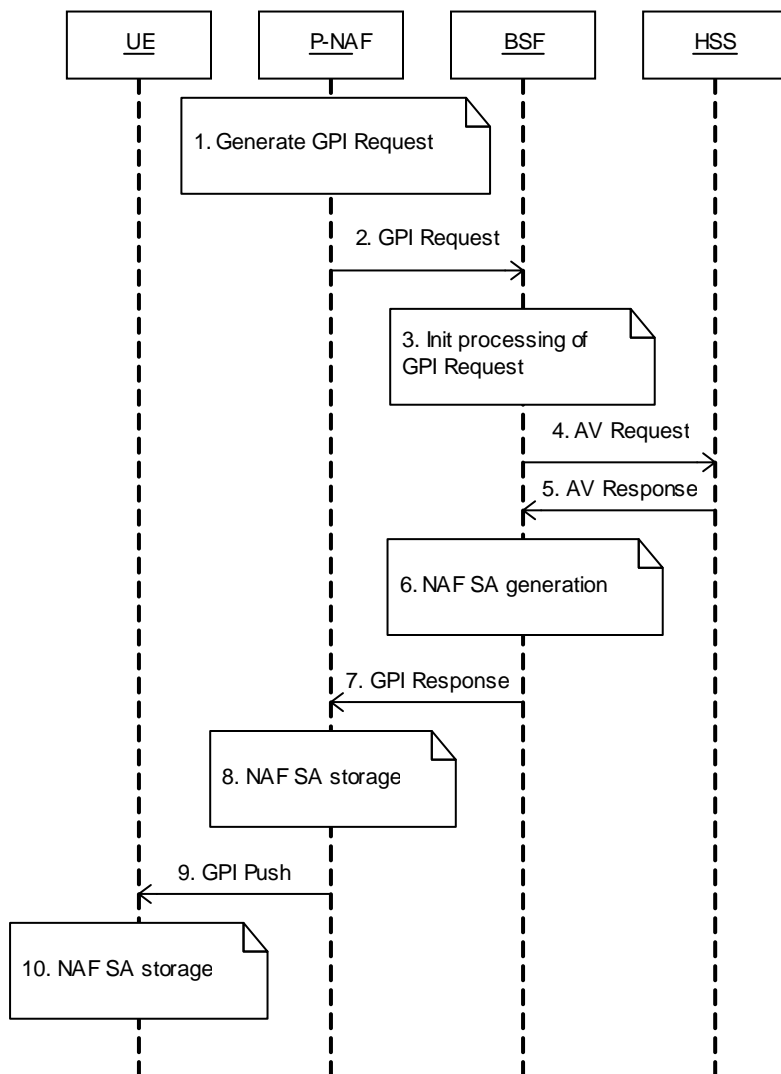 UE
P-NAF
BSF
HSS
1. Generate GPI Request
2. GPI Request
3. Init processing of
GPI Request
4. AV Request
5. AV Response
6. NAF SA generation
7. GPI Response
8. NAF SA storage
9. GPI Push
10. NAF SA storage